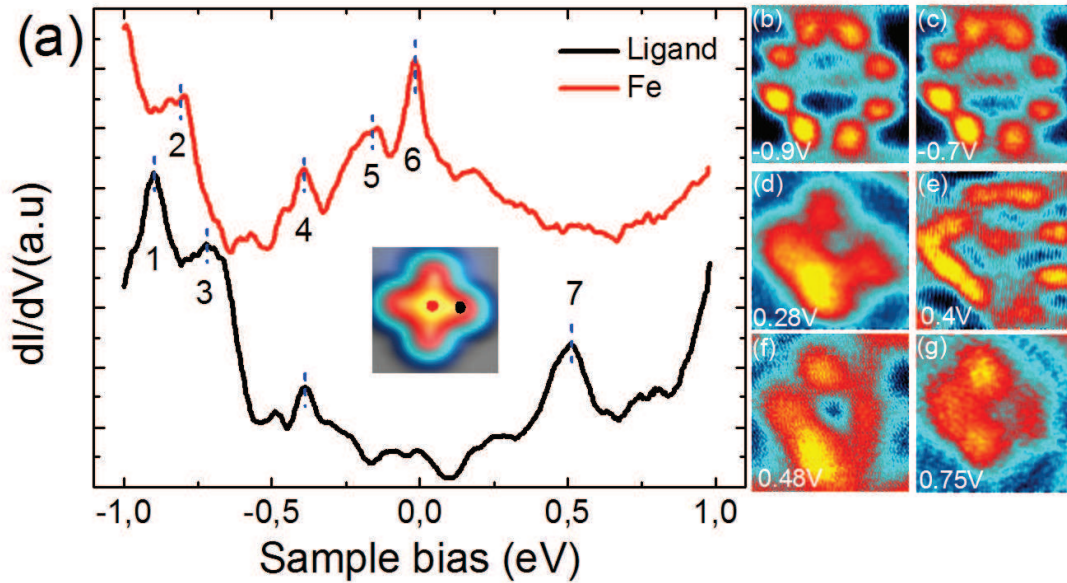 (a)
Ligand
Fe
1
2
3
4
5
6
7
dI/dV(a.u)
-1,0 -0,5 0,0 0,5 1,0
Sample bias (eV)
(b)
-0.9V
(c)
-0.7V
(d)
0.28V
(e)
0.4V
(f)
0.48V
(g)
0.75V